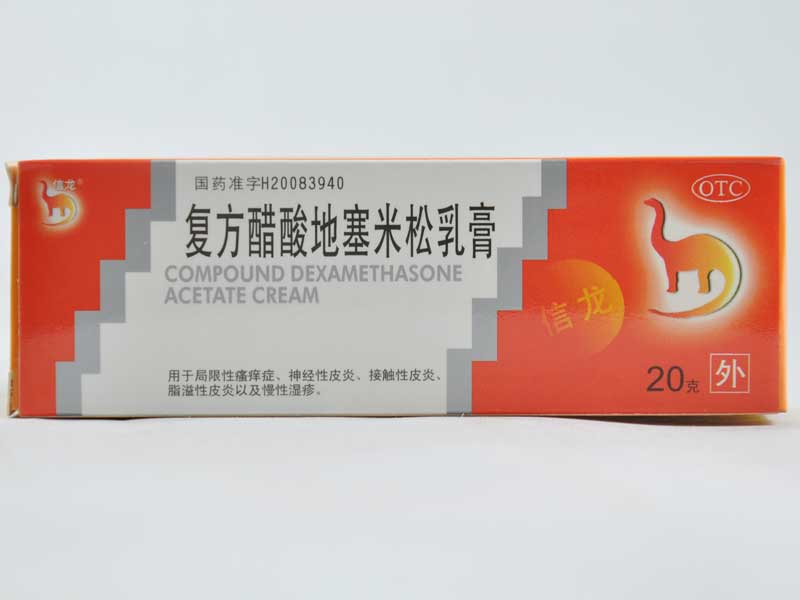 信龙®
国药准字H20083940
复方醋酸地塞米松乳膏
COMPOUND DEXAMETHASONE
ACETATE CREAM
用于局限性瘙痒症、神经性皮炎、接触性皮炎、
脂溢性皮炎以及慢性湿疹。
OTC
信龙
20克
外